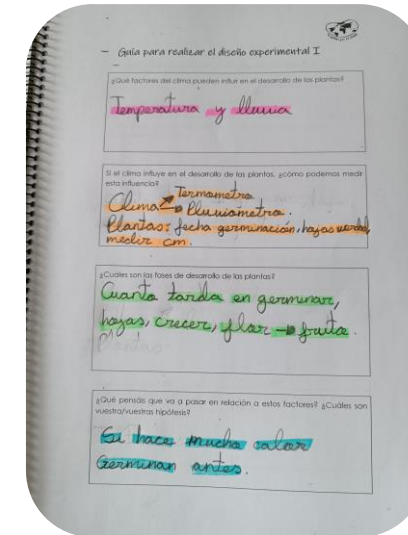 — Guía para realizar el diseño experimental I
¿Qué factores del clima pueden influir en el desarrollo de las plantas?
Temperatura y lluvia
Si el clima influye en el desarrollo de las plantas, ¿cómo podemos medir
esta influencia?
Termometro
Clima → Pluviometro.
Plantas: fecha germinación, hojas verdes,
medir cm.
¿Cuáles son las fases de desarrollo de las plantas?
Cuanto tarda en germinar,
hojas, crecer, flor → fruto.
¿Qué pensáis que va a pasar en relación a estos factores? ¿Cuáles son
vuestra/vuestras hipótesis?
Si hace mucho calor
Germinan antes.